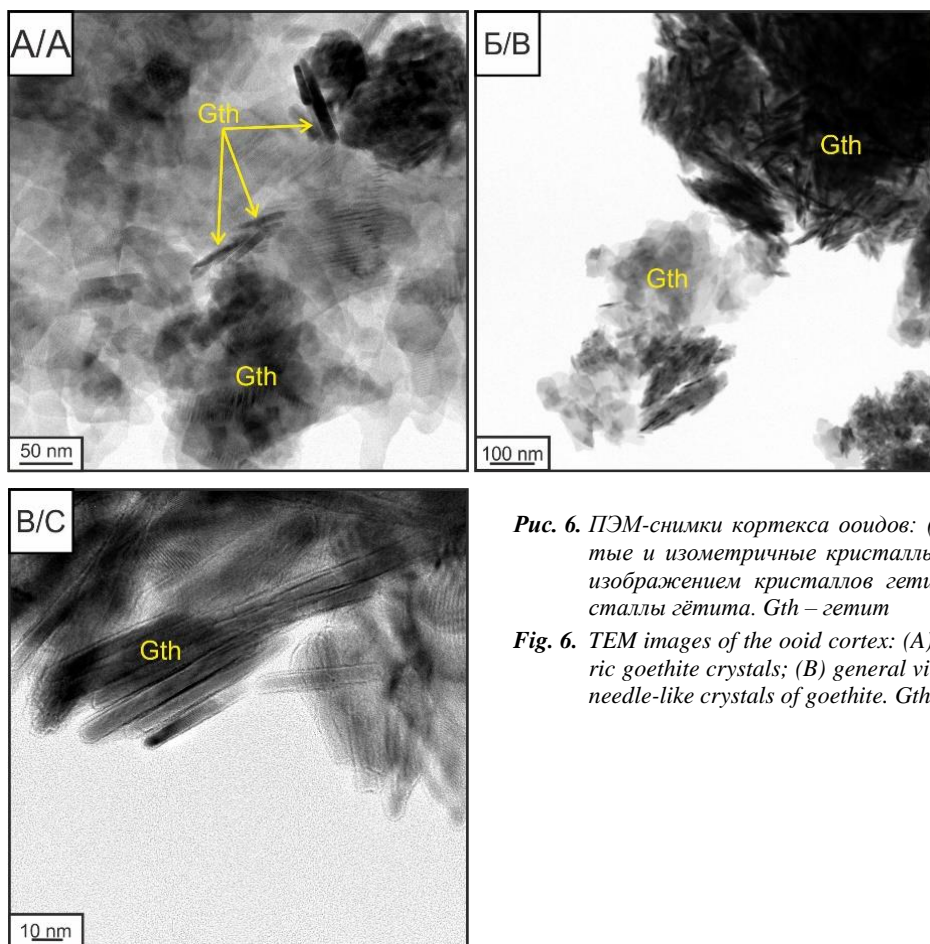 А/A
Gth
Gth
50 nm
Б/B
Gth
Gth
100 nm
В/C
Gth
10 nm
Рис. 6. ПЭМ-снимки кортекса ооидов: (
тые и изометричные кристаллы
изображением кристаллов гети
сталлы гётита. Gth – гетит
Fig. 6. TEM images of the ooid cortex: (A)
ric goethite crystals; (B) general vi
needle-like crystals of goethite. Gth